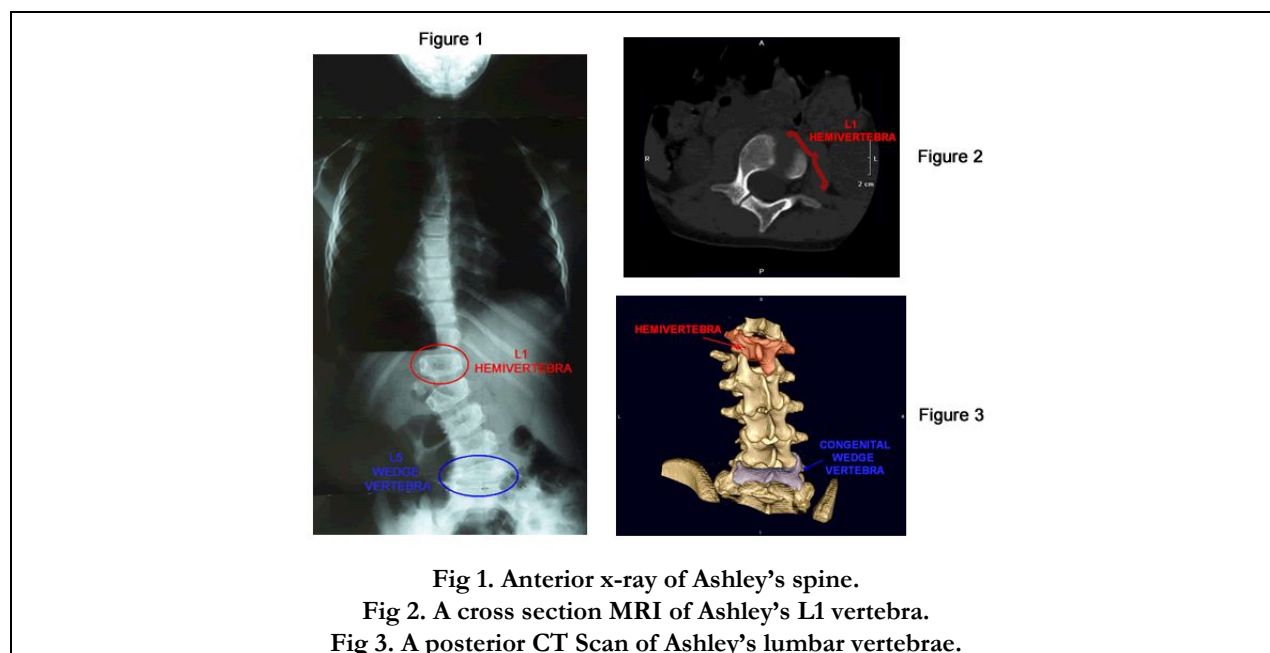 Figure 1
L1
HEMIVERTEBRA
L5
WEDGE
VERTEBRA
A
L1
HEMIVERTEBRA
R
L
2 cm
P
Figure 2
HEMIVERTEBRA
CONGENITAL
WEDGE
VERTEBRA
Figure 3
Fig 1. Anterior x-ray of Ashley’s spine.
Fig 2. A cross section MRI of Ashley’s L1 vertebra.
Fig 3. A posterior CT Scan of Ashley’s lumbar vertebrae.